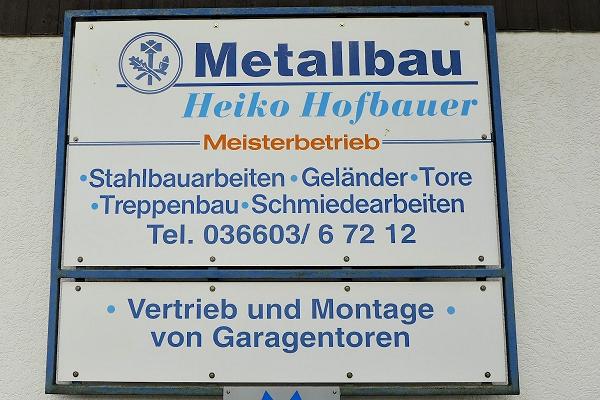 Metallbau
Heiko Hofbauer
Meisterbetrieb
•Stahlbauarbeiten •Geländer •Tore
•Treppenbau •Schmiedearbeiten
Tel. 036603/ 6 72 12
• Vertrieb und Montage •
von Garagentoren